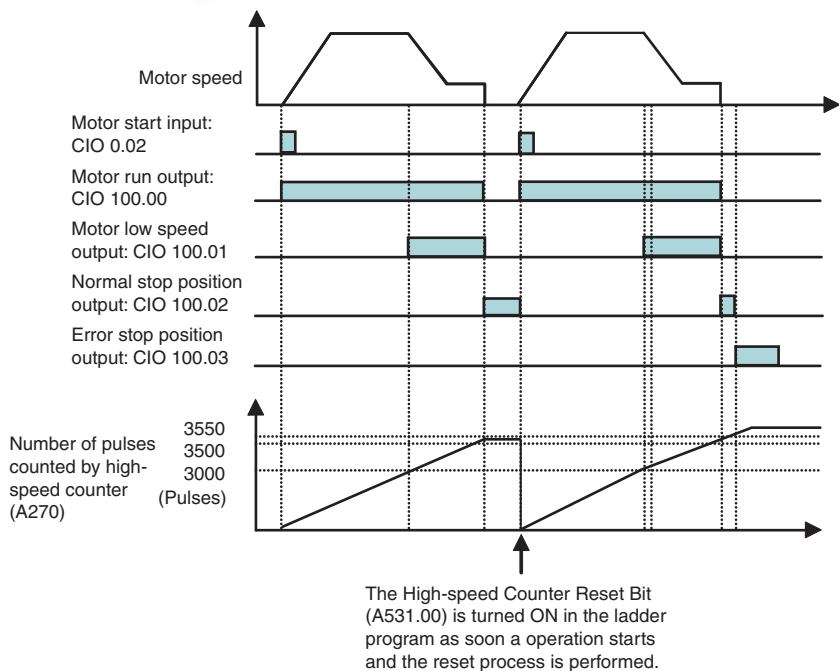 Motor speed
Motor start input:
CIO 0.02
Motor run output:
CIO 100.00
Motor low speed
output: CIO 100.01
Normal stop position
output: CIO 100.02
Error stop position
output: CIO 100.03
Number of pulses
counted by high-
speed counter
(A270)
3550
3500
3000
(Pulses)
The High-speed Counter Reset Bit
(A531.00) is turned ON in the ladder
program as soon a operation starts
and the reset process is performed.